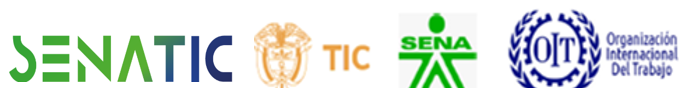 SENATIC
TIC
SENA
OIT
Organización
Internacional
Del Trabajo